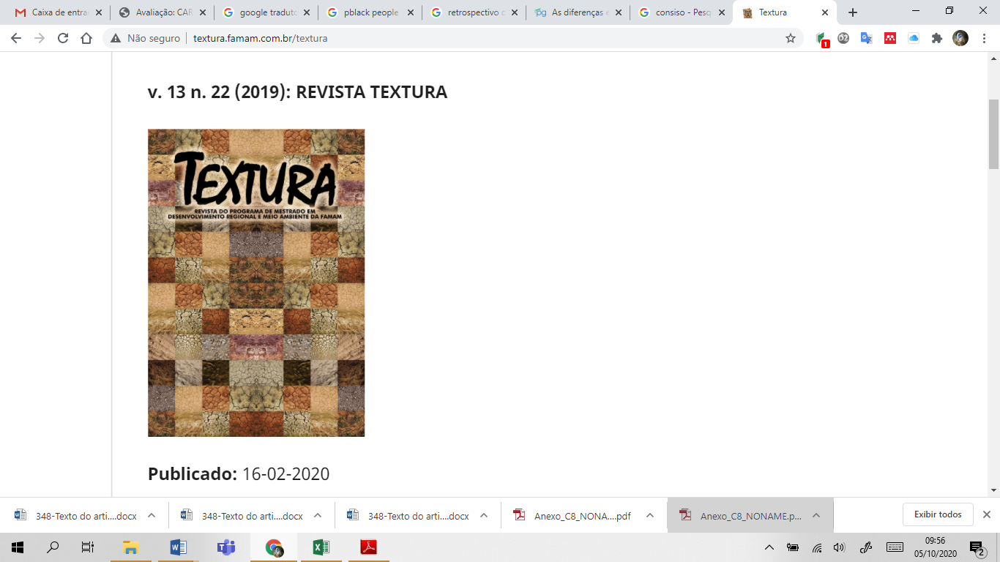 Caixa de entra
Avaliação: CAR
google traduto
pblack people
retrospectivo d
As diferenças e
consiso - Pesq
Textura
Não seguro
textura.famam.com.br/textura
1
v. 13 n. 22 (2019): REVISTA TEXTURA
TEXTURA
REVISTA DO PROGRAMA DE MESTRADO EM
DESENVOLVIMENTO REGIONAL E MEIO AMBIENTE DA FAMAM
Publicado: 16-02-2020
348-Texto do arti....docx
348-Texto do arti....docx
348-Texto do arti....docx
Anexo_C8_NONA....pdf
Anexo_C8_NONAME.p...
Exibir todos
09:56
05/10/2020
2